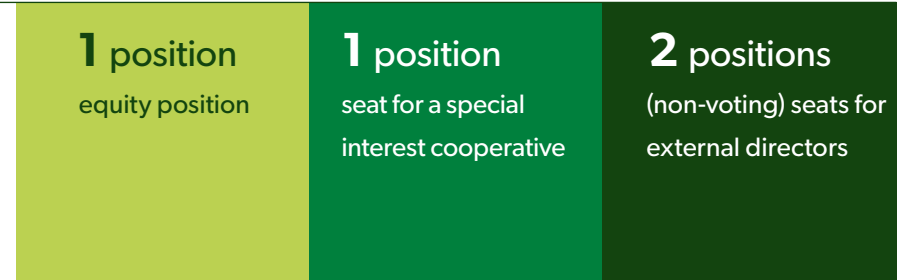 1 position
equity position
1 position
seat for a special
interest cooperative
2 positions
(non-voting) seats for
external directors